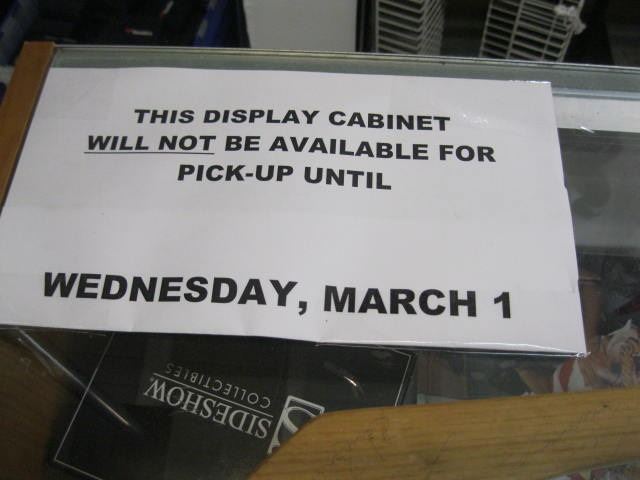 THIS DISPLAY CABINET
WILL NOT BE AVAILABLE FOR
PICK-UP UNTIL
WEDNESDAY, MARCH 1
SIDESHOW
COLLECTIBLES